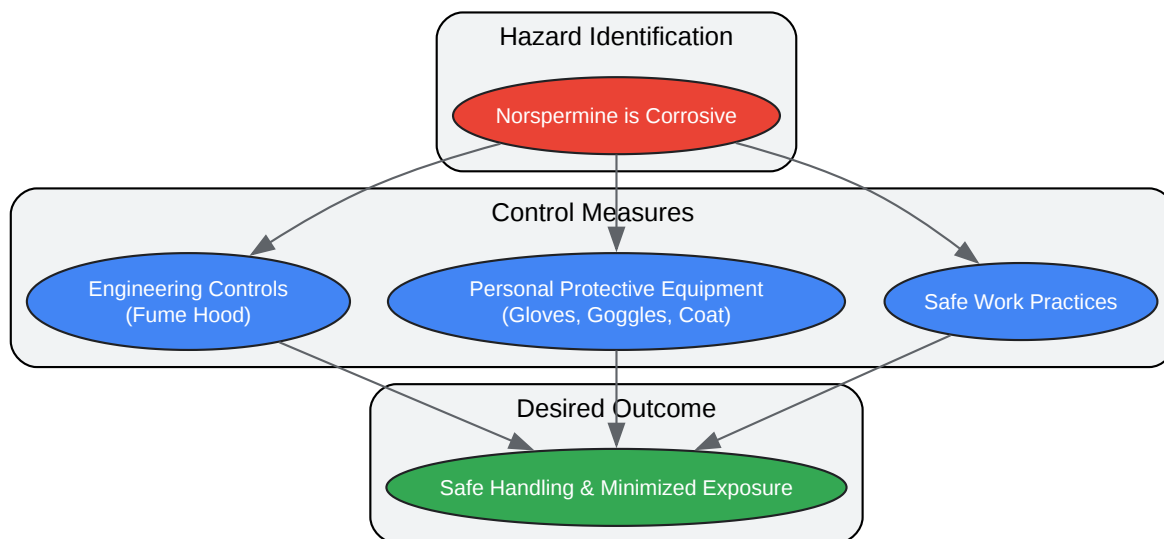 Hazard Identification
Norspermine is Corrosive
Control Measures
Engineering Controls
(Fume Hood)
Personal Protective Equipment
(Gloves, Goggles, Coat)
Safe Work Practices
Desired Outcome
Safe Handling & Minimized Exposure